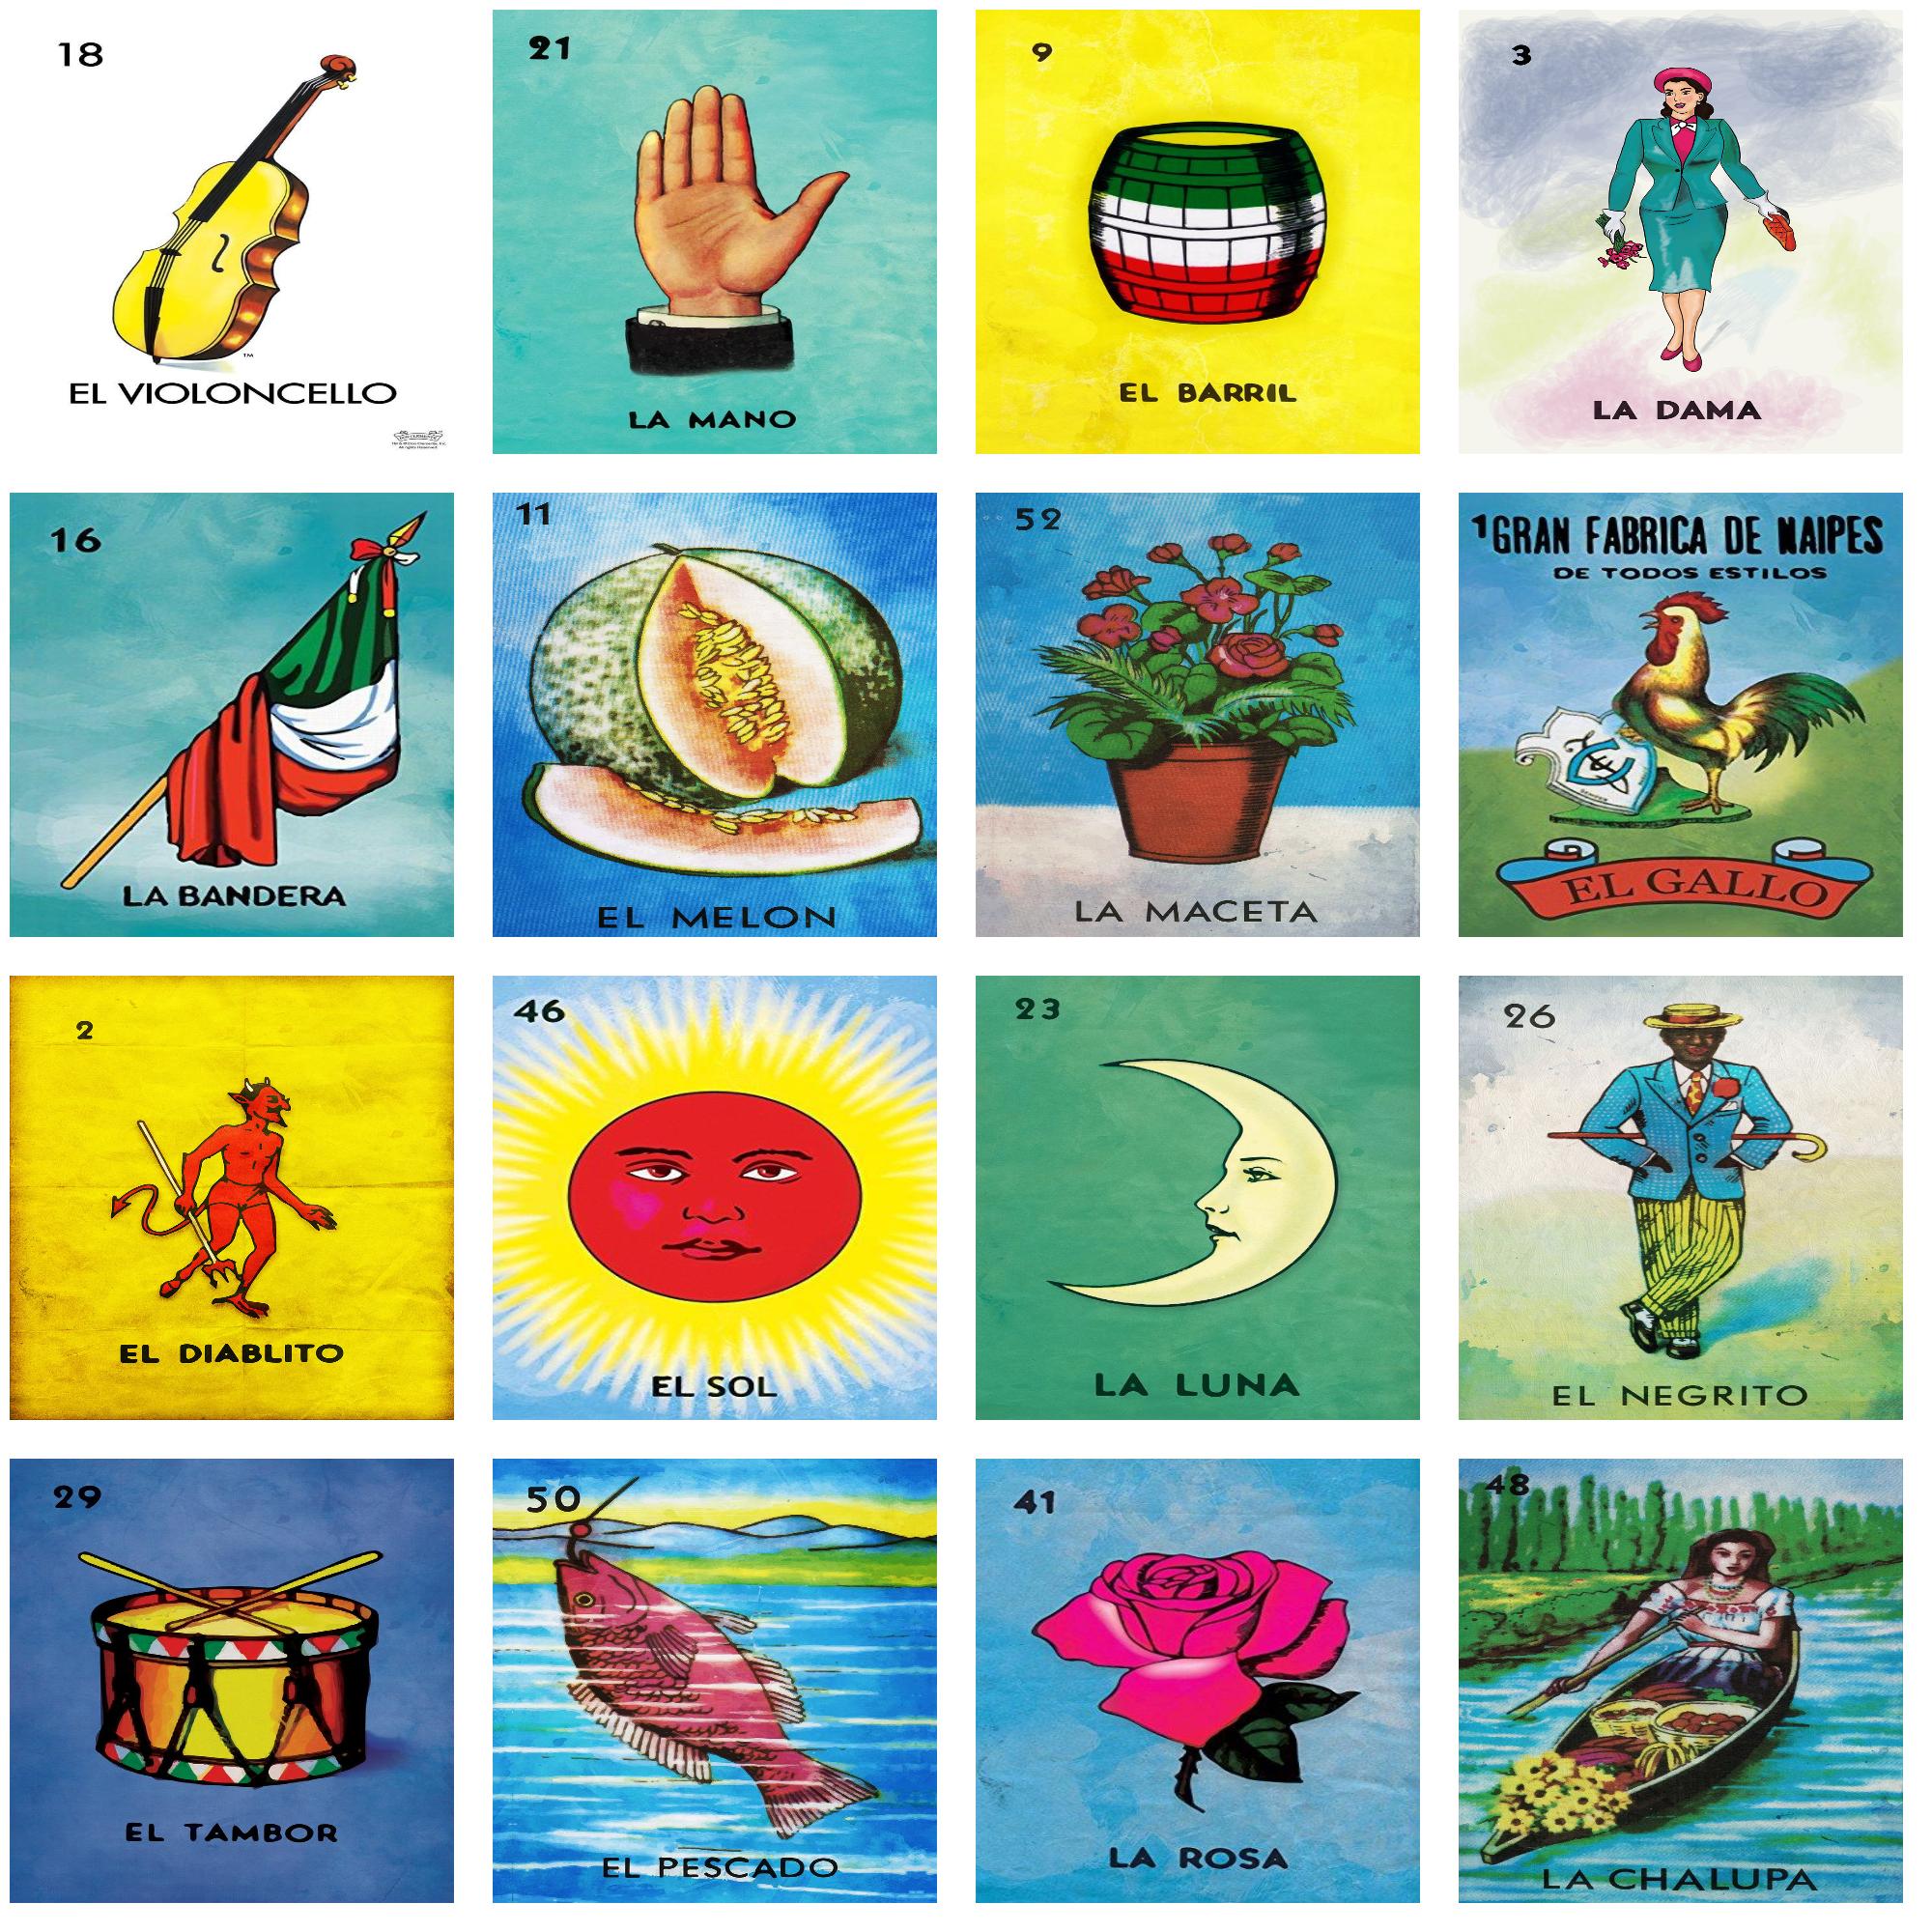 18
EL VIOLONCELLO
21
LA MANO
9
EL BARRIL
3
LA DAMA
16
LA BANDERA
11
EL MELON
52
LA MACETA
1 GRAN FABRICA DE NAIPES
DE TODOS ESTILOS
EL GALLO
2
EL DIABLITO
46
EL SOL
23
LA LUNA
26
EL NEGRITO
29
EL TAMBOR
50
EL PESCADO
41
LA ROSA
48
LA CHALUPA